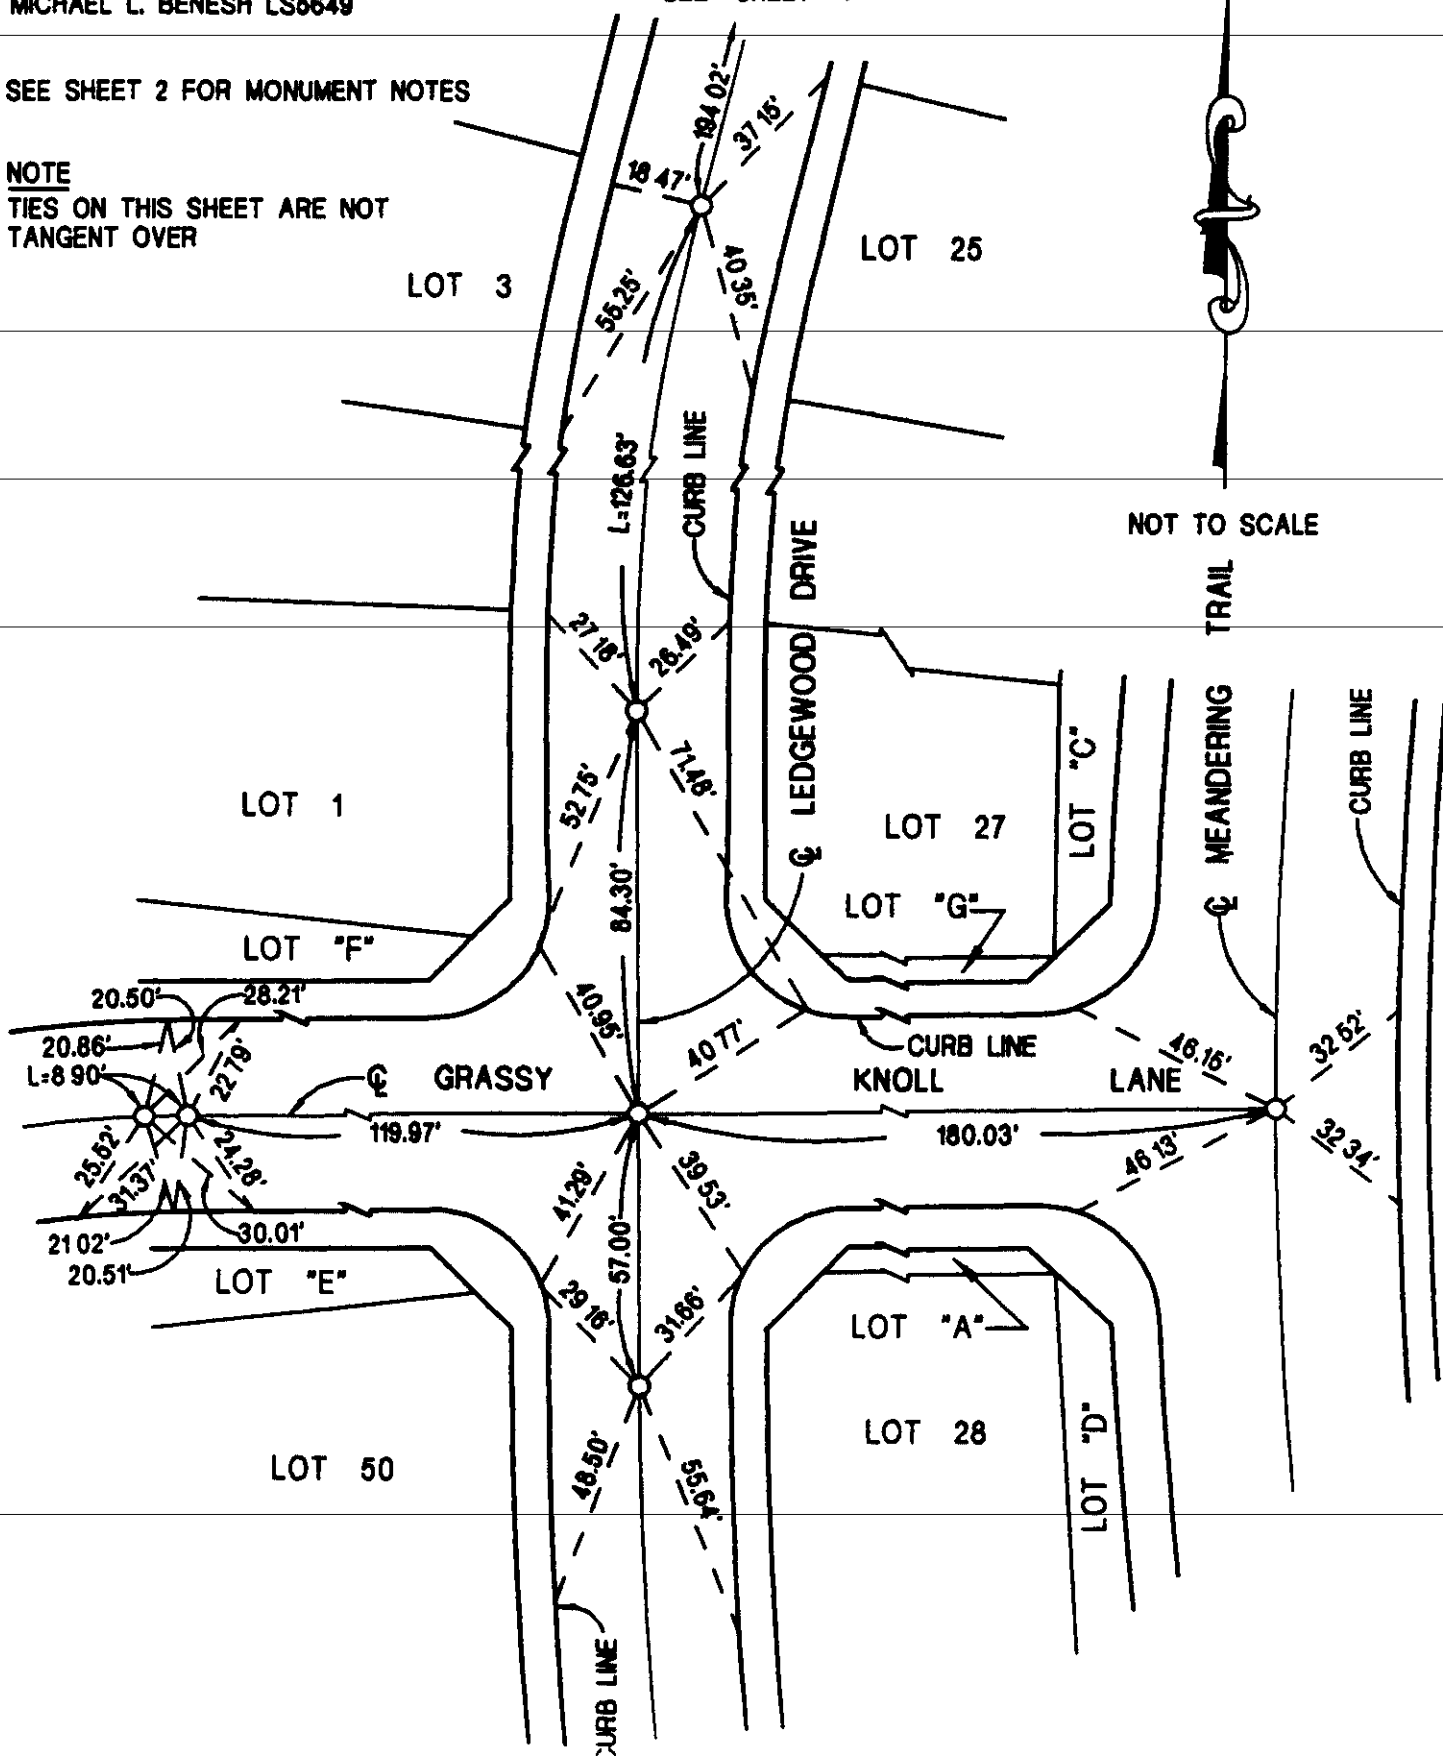 MICHAEL L. BENESH LS5649
SEE SHEET
SEE SHEET 2 FOR MONUMENT NOTES
NOTE
TIES ON THIS SHEET ARE NOT
TANGENT OVER
194 02'
37 15'
18 47'
LOT 3
LOT 25
55.25'
40 35'
L=126.63'
CURB LINE
NOT TO SCALE
℄ LEDGEWOOD DRIVE
℄ MEANDERING TRAIL
27 18'
26.49'
52 75'
71.48'
84.30'
LOT 1
LOT 27
LOT "C"
CURB LINE
LOT "G"
LOT "F"
20.50'
28.21'
20.86'
22 79'
L=8 90'
40.95'
40 77'
CURB LINE
46.15'
32 52'
℄ GRASSY KNOLL LANE
119.97'
180.03'
25.52'
31.37'
24.28'
46 13'
32 34'
41.29'
39 53'
21 02'
30.01'
20.51'
LOT "E"
57.00'
29 16'
31.66'
LOT "A"
LOT 50
LOT 28
LOT "D"
48.50'
55.64'
CURB LINE